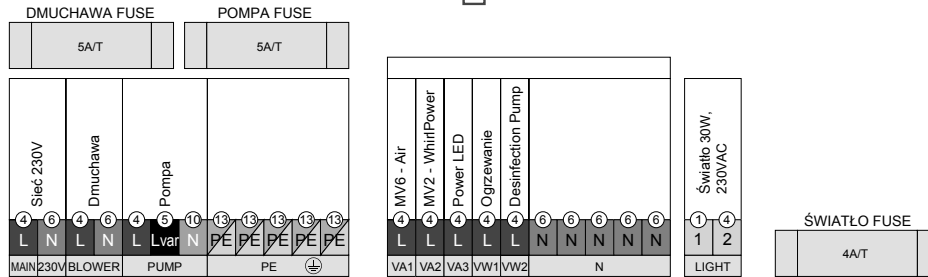 DMUCHAWA FUSE
POMPA FUSE
5A/T
5A/T
Sieć 230V
Dmuchawa
Pompa
MV6 - Air
MV2 - WhirlPower
Power LED
Ogrzewanie
Desinfection Pump
Światło 30W,
230VAC
4 6 4 6 4 5 10 13 13 13 13 13
L N L N L Lvar N PE PE PE PE PE
MAIN 230V BLOWER PUMP PE
4 4 4 4 4 6 6 6 6 6
L L L L L N N N N N
VA1 VA2 VA3 VW1 VW2 N
1 4
1 2
LIGHT
ŚWIATŁO FUSE
4A/T